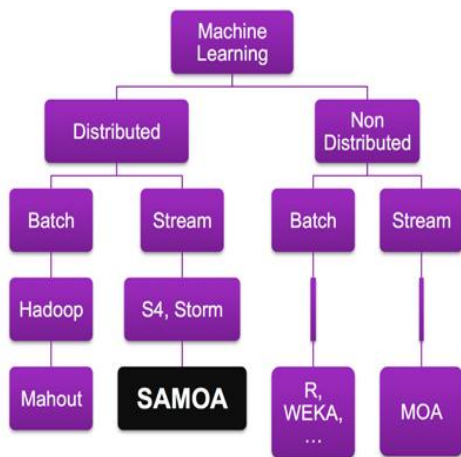 Machine
Learning
Distributed
Non
Distributed
Batch
Stream
Batch
Stream
Hadoop
S4, Storm
Mahout
SAMOA
R,
WEKA,
...
MOA